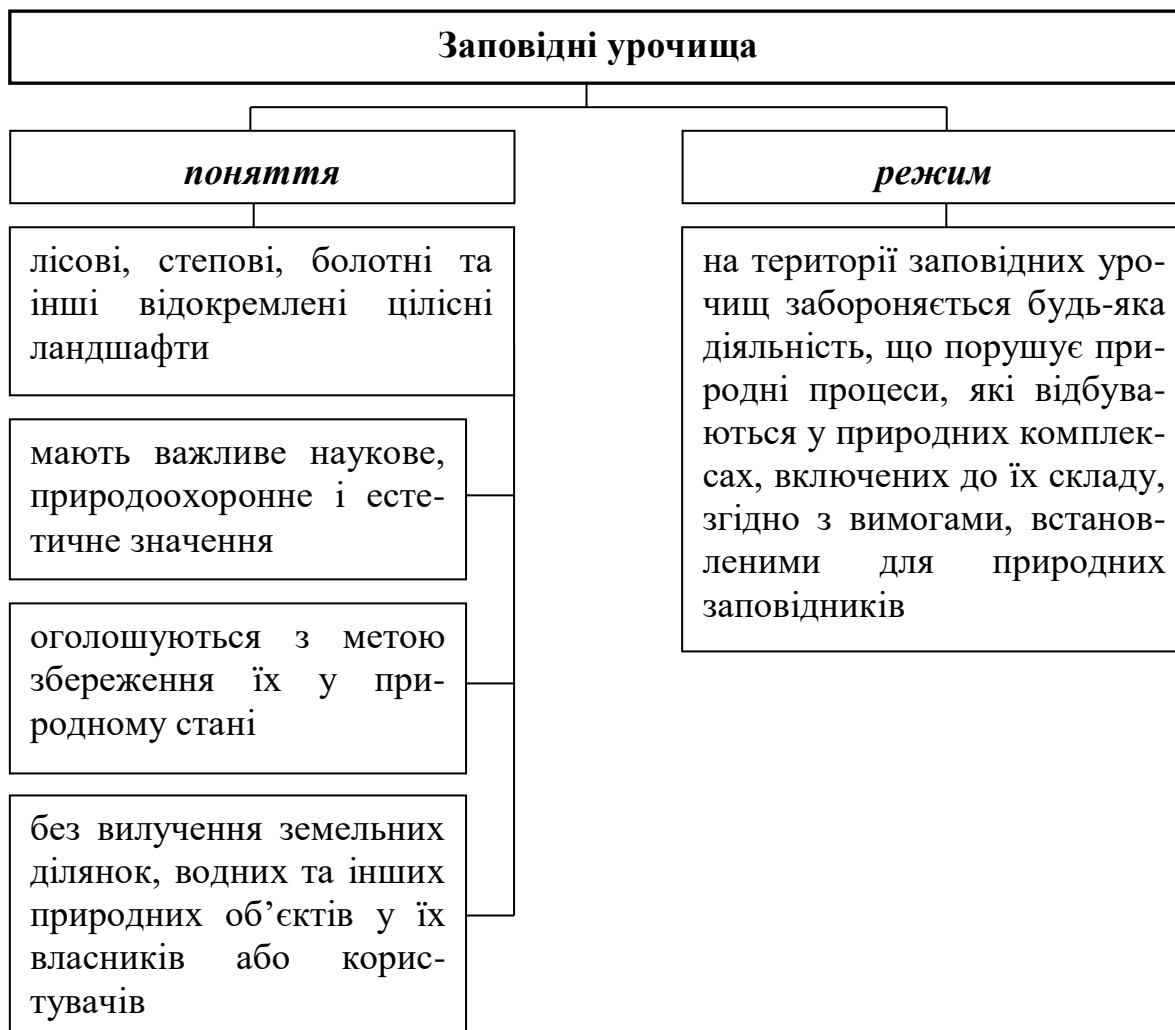 Заповідні урочища
поняття
лісові, степові, болотні та
інші відокремлені цілісні
ландшафти
мають важливе наукове,
природоохоронне і есте-
тичне значення
оголошуються з метою
збереження їх у при-
родному стані
без вилучення земельних
ділянок, водних та інших
природних об’єктів у їх
власників або корис-
тувачів
режим
на території заповідних уро-
чищ забороняється будь-яка
діяльність, що порушує при-
родні процеси, які відбува-
ються у природних комплек-
сах, включених до їх складу,
згідно з вимогами, встанов-
леними для природних
заповідників